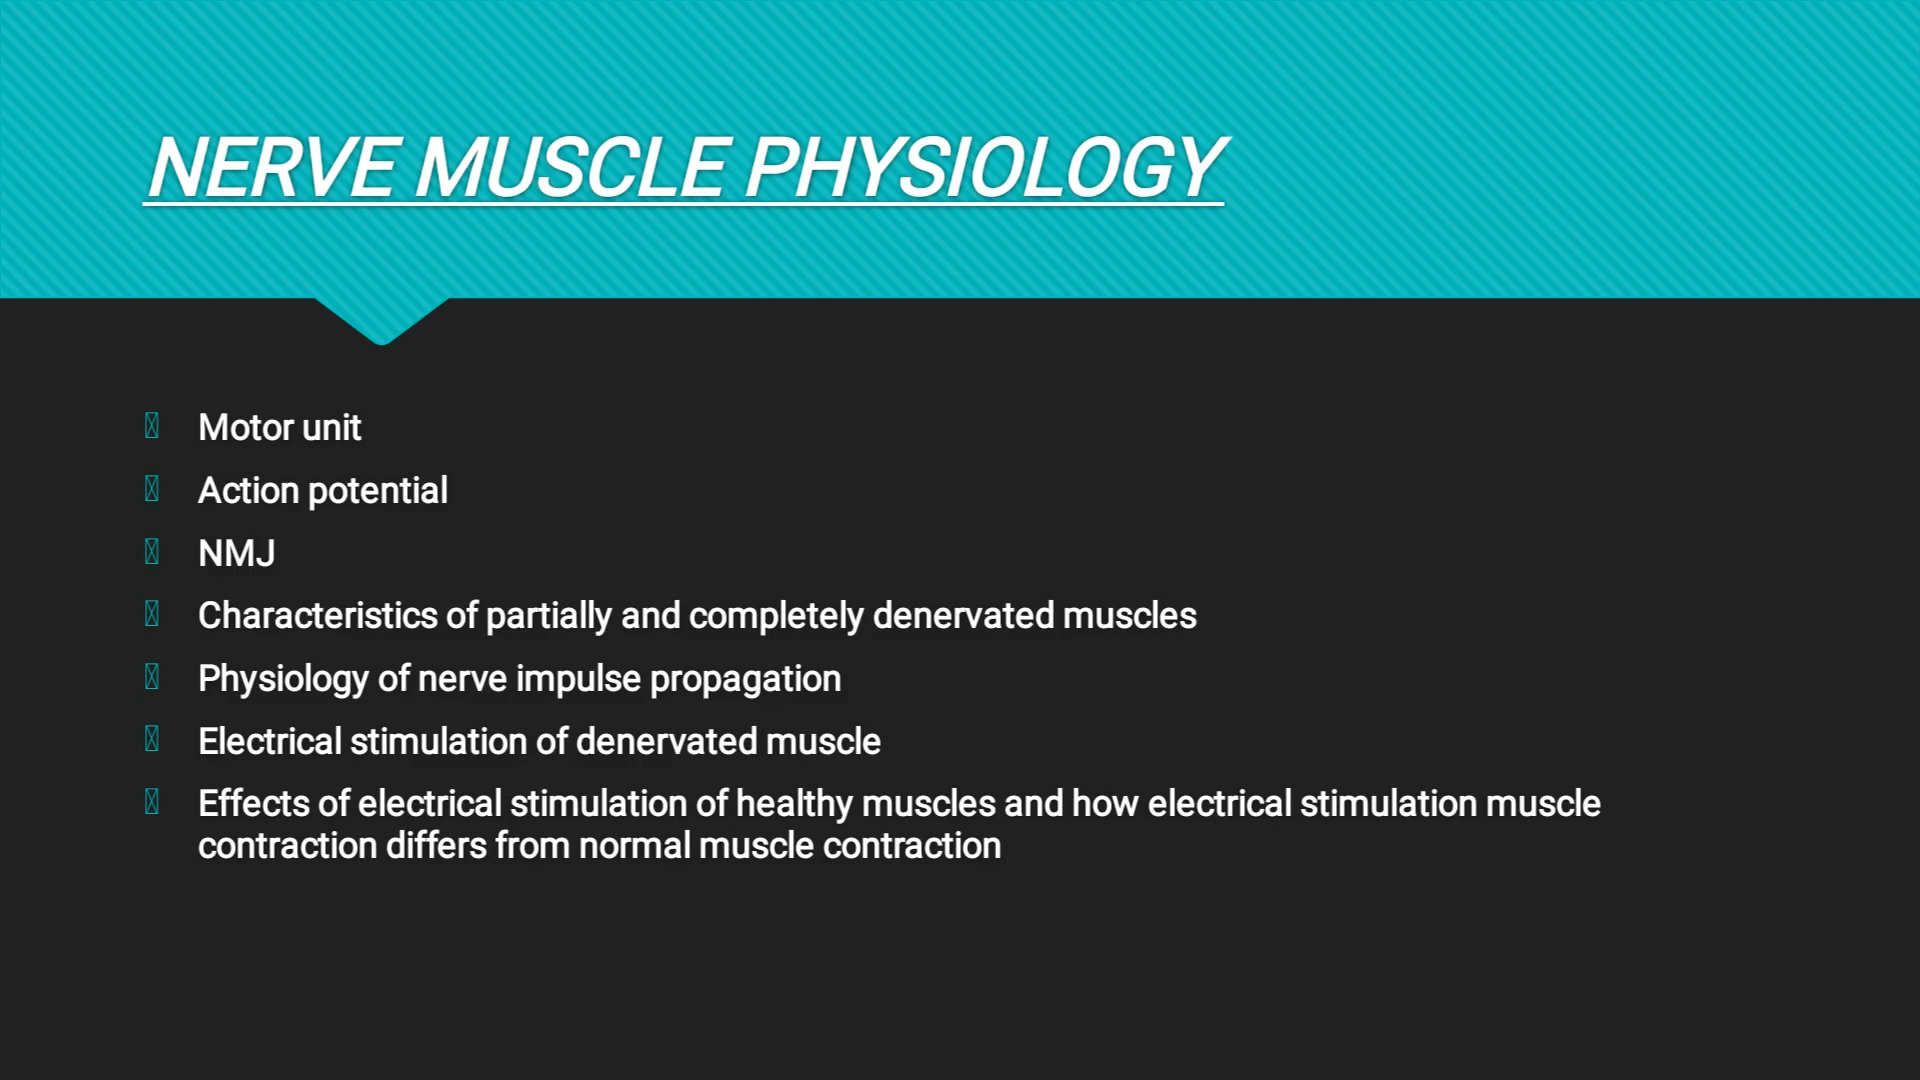 NERVE MUSCLE PHYSIOLOGY
Motor unit
Action potential
NMJ
Characteristics of partially and completely denervated muscles
Physiology of nerve impulse propagation
Electrical stimulation of denervated muscle
Effects of electrical stimulation of healthy muscles and how electrical stimulation muscle
contraction differs from normal muscle contraction